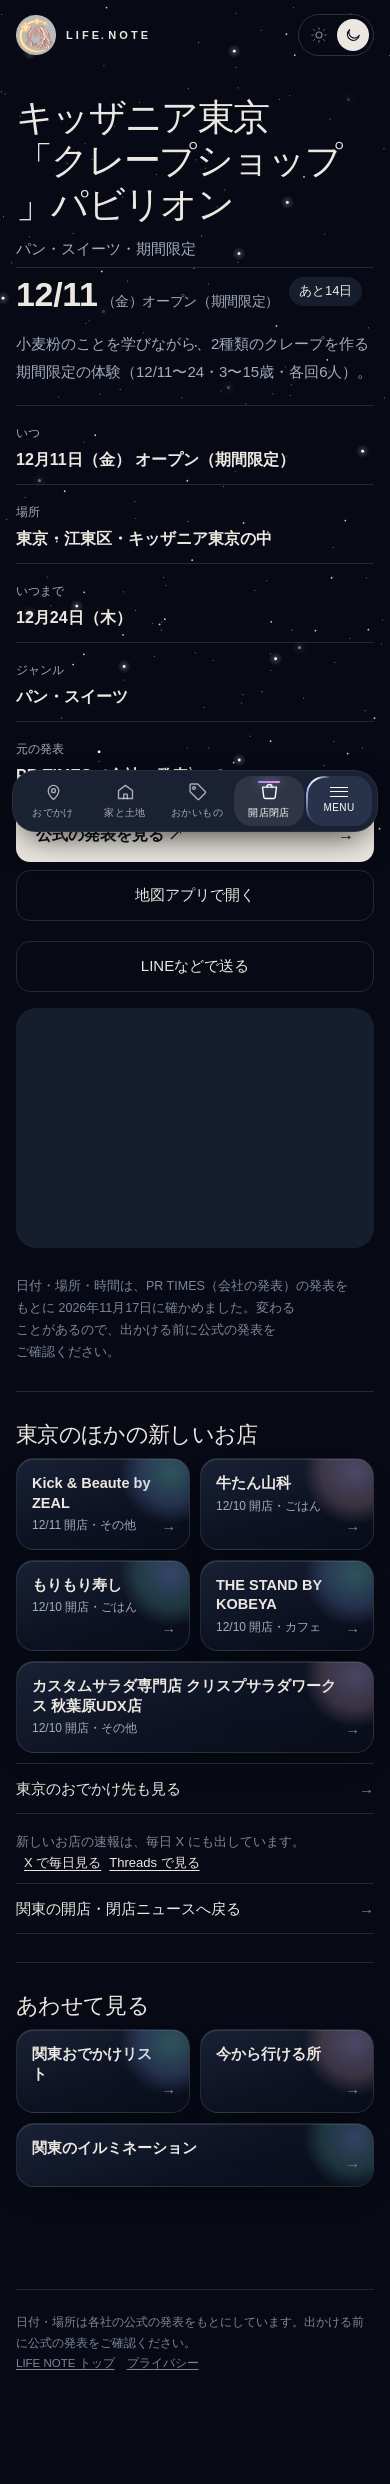 LIFE.NOTE
キッザニア東京
「クレープショップ
」パビリオン
パン・スイーツ・期間限定
12/11（金）オープン（期間限定） あと14日
小麦粉のことを学びながら、2種類のクレープを作る
期間限定の体験（12/11〜24・3〜15歳・各回6人）。
いつ
12月11日（金） オープン（期間限定）
場所
東京・江東区・キッザニア東京の中
いつまで
12月24日（木）
ジャンル
パン・スイーツ
元の発表
おでかけ 家と土地 おかいもの 開店閉店 MENU
公式の発表を見る ↗ →
地図アプリで開く
LINEなどで送る
日付・場所・時間は、PR TIMES（会社の発表）の発表を
もとに 2026年11月17日に確かめました。変わる
ことがあるので、出かける前に公式の発表を
ご確認ください。
東京のほかの新しいお店
Kick & Beaute by
ZEAL
12/11 開店・その他 →
牛たん山科
12/10 開店・ごはん
→
もりもり寿し
12/10 開店・ごはん
→
THE STAND BY
KOBEYA
12/10 開店・カフェ →
カスタムサラダ専門店 クリスプサラダワーク
ス 秋葉原UDX店
12/10 開店・その他 →
東京のおでかけ先も見る →
新しいお店の速報は、毎日 X にも出しています。
X で毎日見る Threads で見る
関東の開店・閉店ニュースへ戻る →
あわせて見る
関東おでかけリス
ト
→
今から行ける所
→
関東のイルミネーション
→
日付・場所は各社の公式の発表をもとにしています。出かける前
に公式の発表をご確認ください。
LIFE NOTE トップ プライバシー